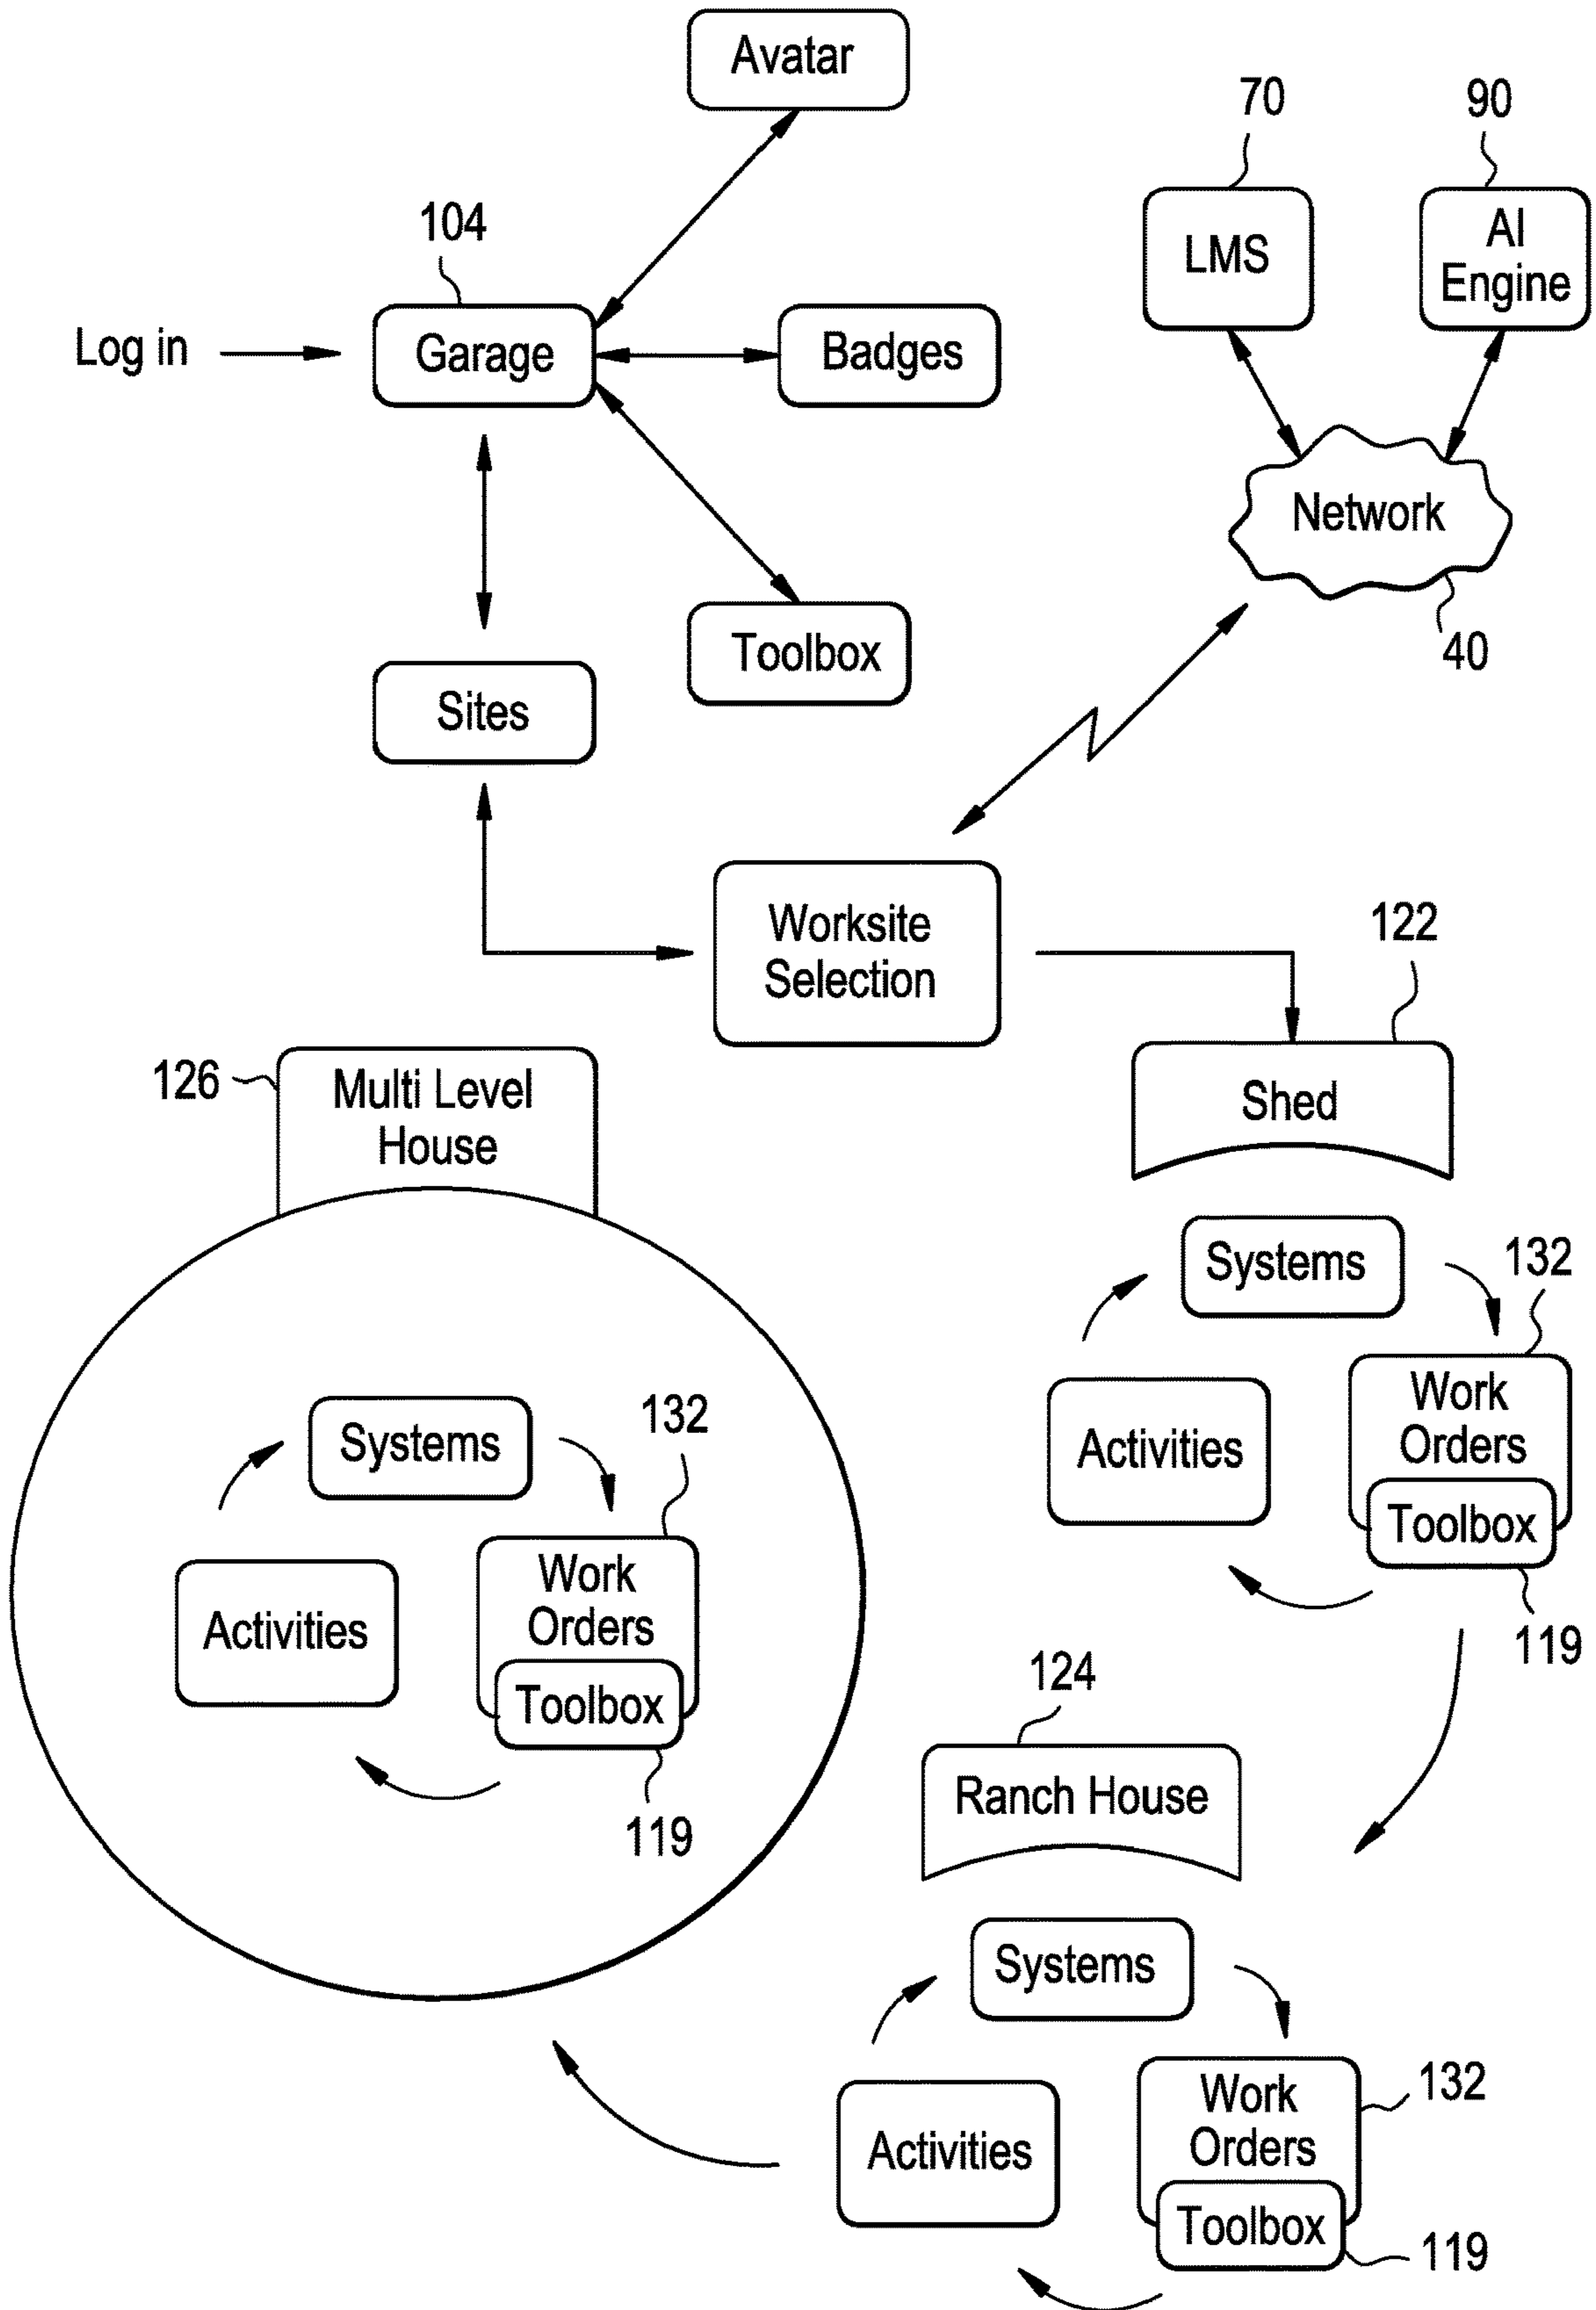 Avatar
70
90
104
LMS
AI
Engine
Log in
Garage
Badges
Network
40
Toolbox
Sites
Worksite
Selection
122
126
Multi Level
House
Shed
Systems
132
Work
Orders
Activities
Toolbox
119
Systems
132
Activities
Work
Orders
Toolbox
119
124
Ranch House
Systems
132
Work
Orders
Activities
Toolbox
119